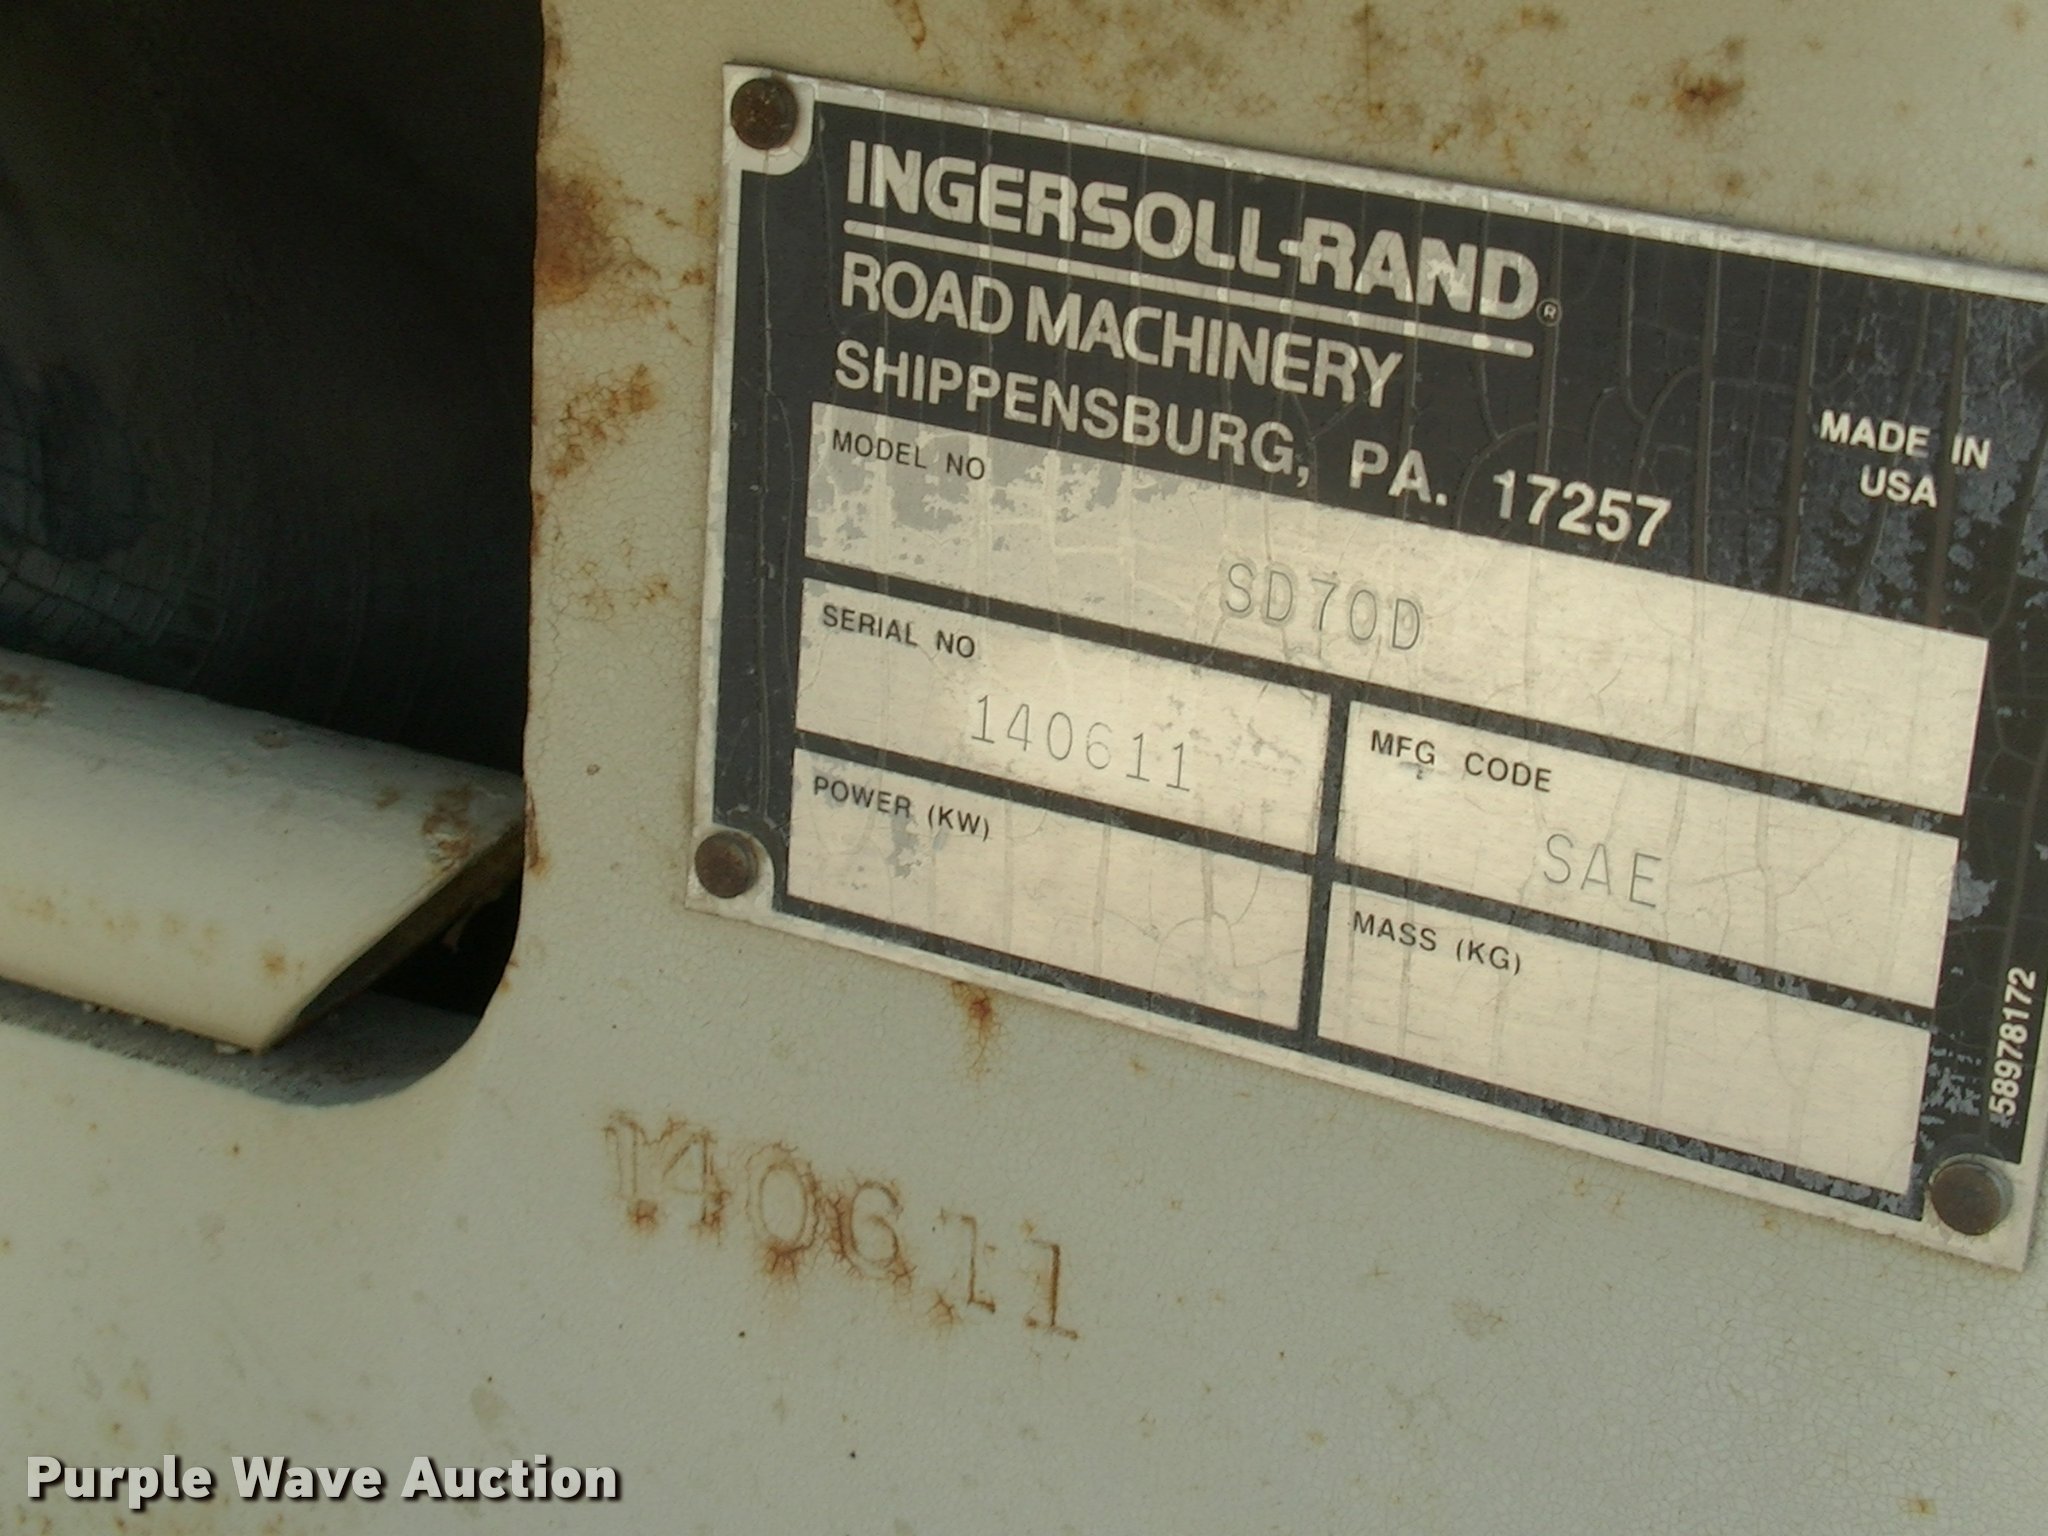 INGERSOLL-RAND®
ROAD MACHINERY
SHIPPENSBURG, PA. 17257
MADE IN
USA
MODEL NO
SD70D
SERIAL NO
140611
MFG CODE
SAE
POWER (KW)
MASS (KG)
58978172
140611
Purple Wave Auction